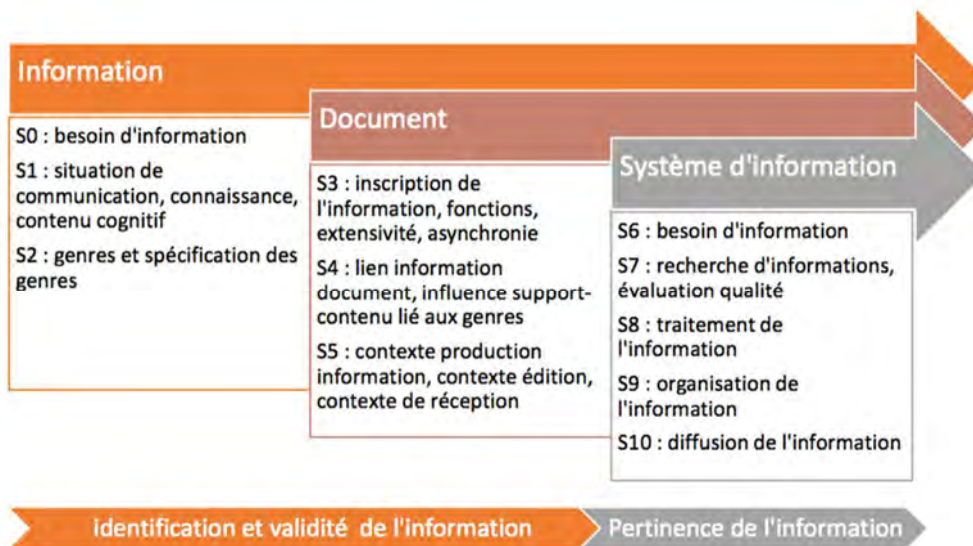 Information
S0 : besoin d'information
S1 : situation de
communication, connaissance,
contenu cognitif
S2 : genres et spécification des
genres
Document
S3 : inscription de
l'information, fonctions,
extensivité, asynchronie
S4 : lien information
document, influence support-
contenu lié aux genres
S5 : contexte production
information, contexte édition,
contexte de réception
Système d'information
S6 : besoin d'information
S7 : recherche d'informations,
évaluation qualité
S8 : traitement de
l'information
S9 : organisation de
l'information
S10 : diffusion de l'information
Identification et validité de l'information
Pertinence de l'information